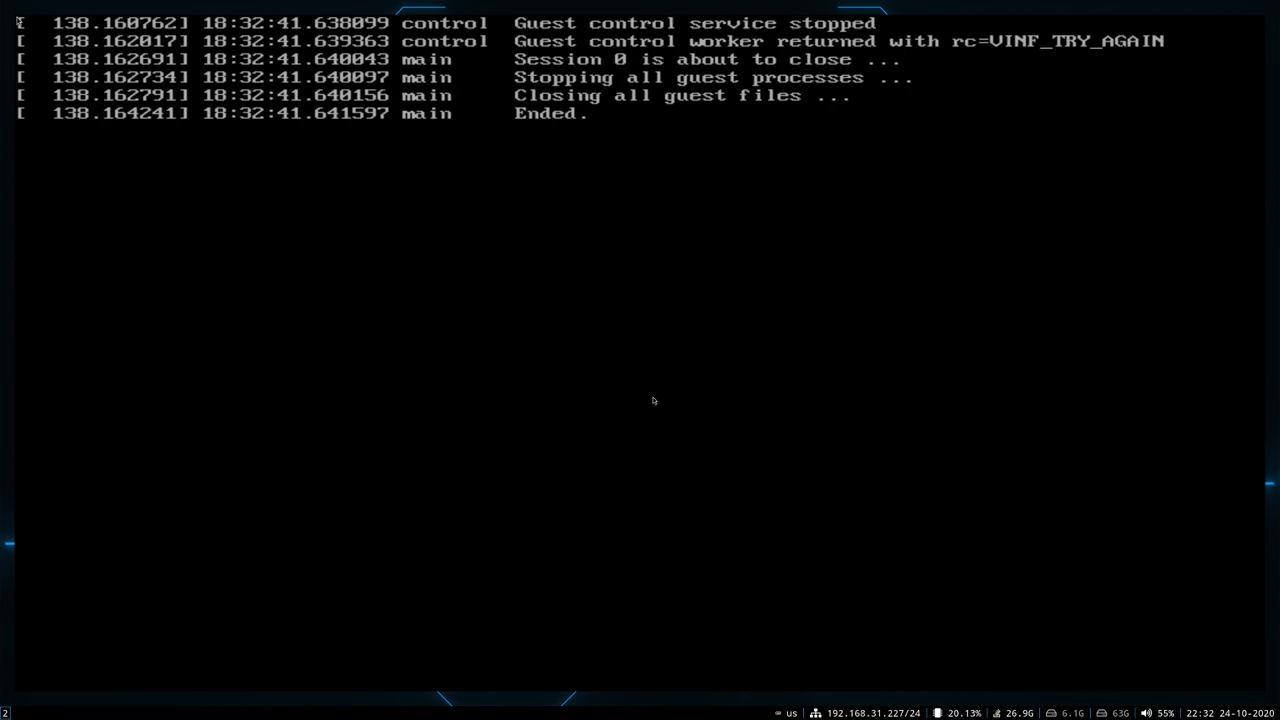 [  138.160762] 18:32:41.638099 control  Guest control service stopped
[  138.162017] 18:32:41.639363 control  Guest control worker returned with rc=VINF_TRY_AGAIN
[  138.162691] 18:32:41.640043 main     Session 0 is about to close ...
[  138.162734] 18:32:41.640097 main     Stopping all guest processes ...
[  138.162791] 18:32:41.640156 main     Closing all guest files ...
[  138.164241] 18:32:41.641597 main     Ended.
2 us 192.168.31.227/24 20.13% 26.9G 6.1G 63G 55% 22:32 24-10-2020